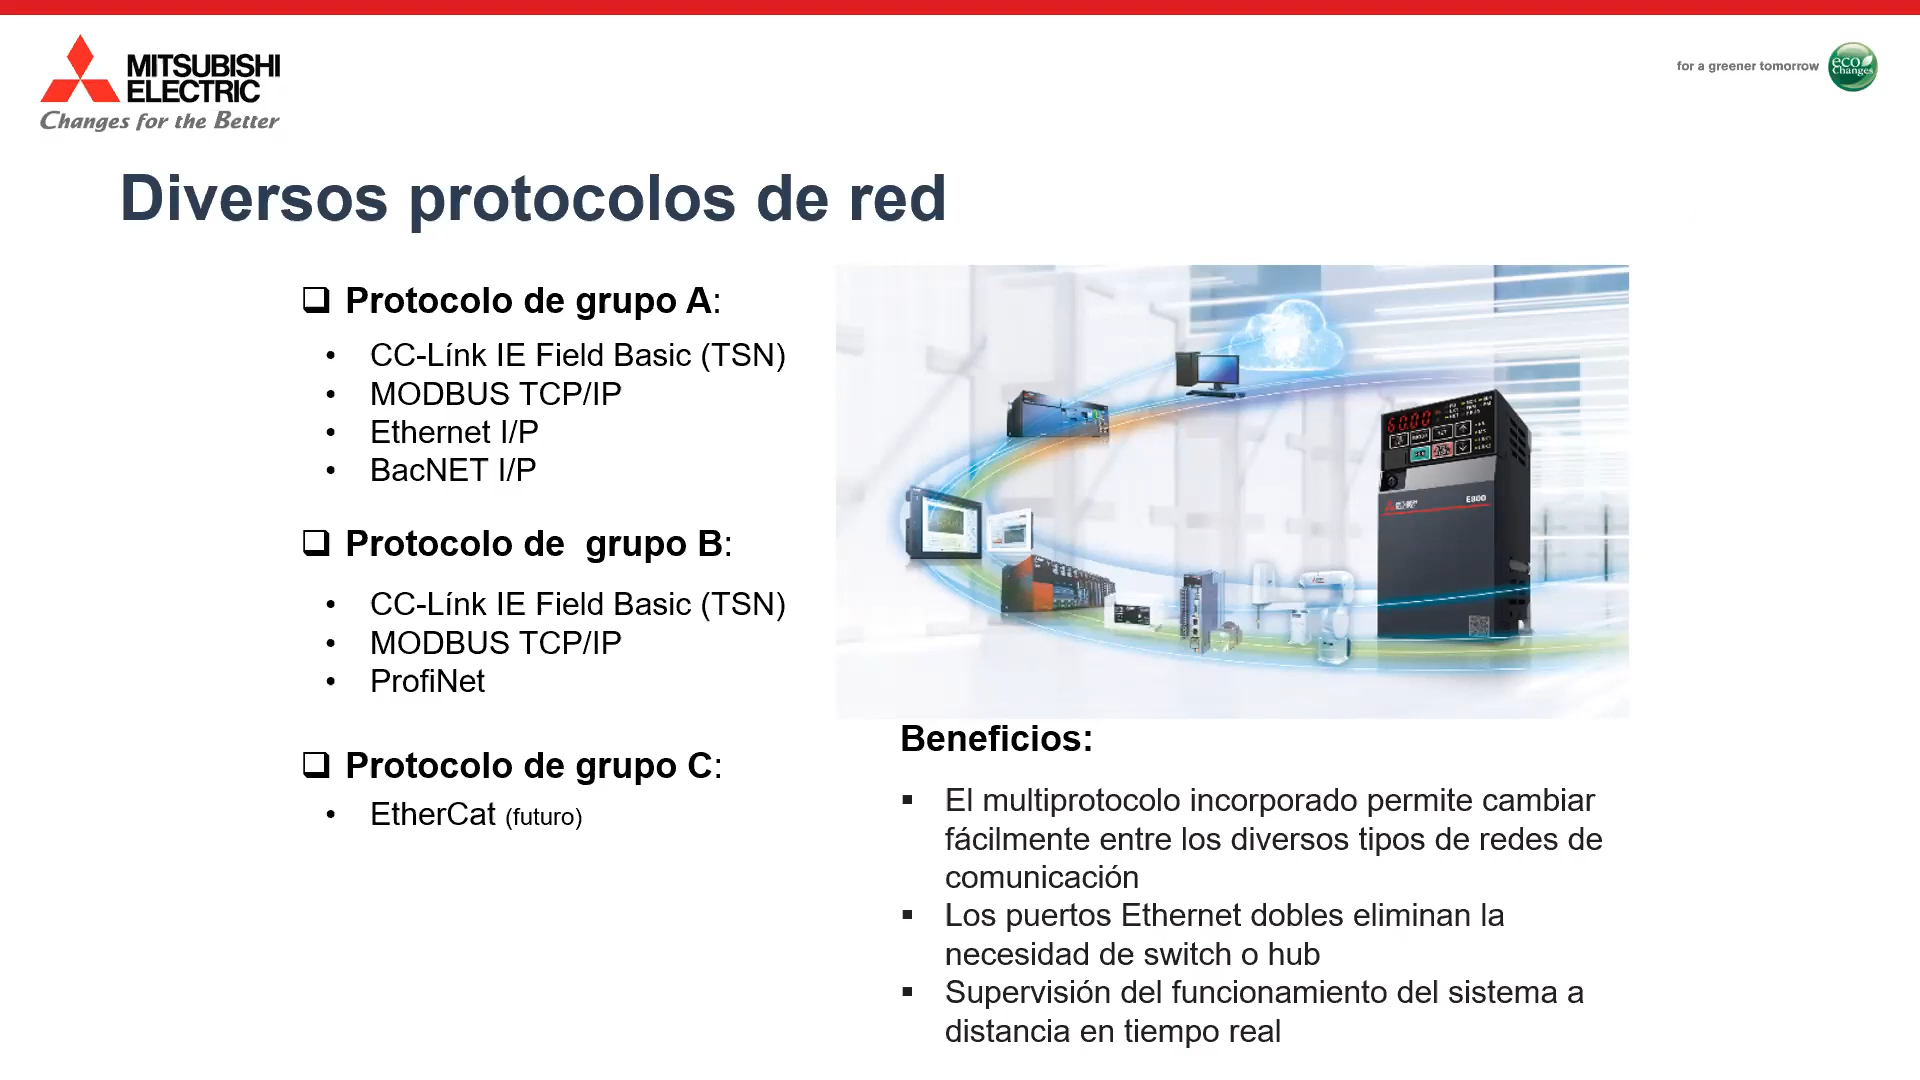 MITSUBISHI
ELECTRIC
Changes for the Better
for a greener tomorrow
eco
Changes
Diversos protocolos de red
Protocolo de grupo A:
CC-Línk IE Field Basic (TSN)
MODBUS TCP/IP
Ethernet I/P
BacNET I/P
Protocolo de  grupo B:
CC-Línk IE Field Basic (TSN)
MODBUS TCP/IP
ProfiNet
Protocolo de grupo C:
EtherCat (futuro)
60.00
E800
Beneficios:
El multiprotocolo incorporado permite cambiar
fácilmente entre los diversos tipos de redes de
comunicación
Los puertos Ethernet dobles eliminan la
necesidad de switch o hub
Supervisión del funcionamiento del sistema a
distancia en tiempo real